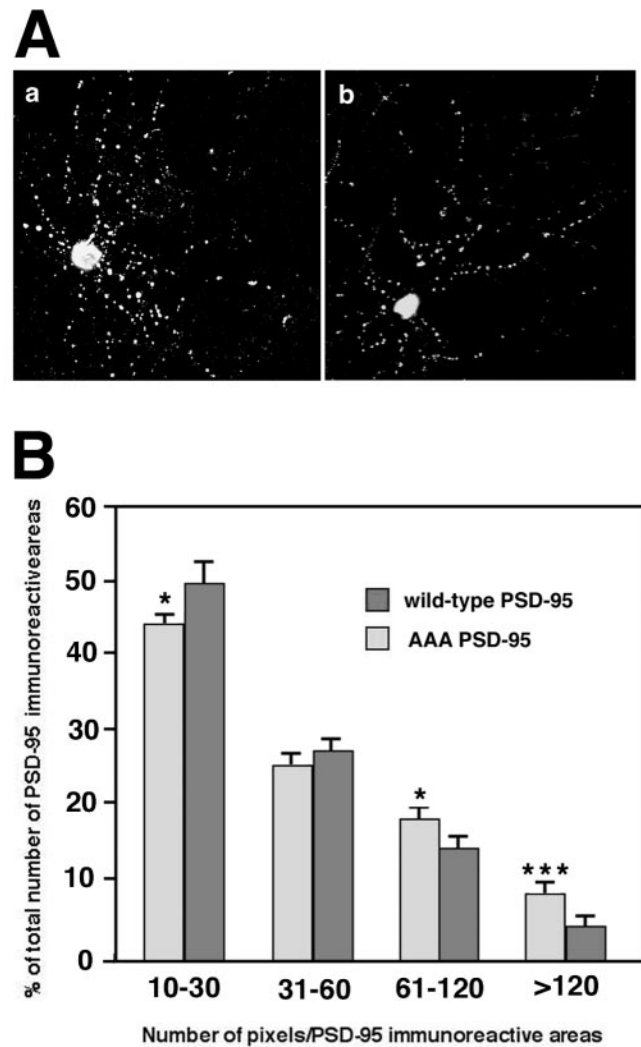 A
a
b
B
60
50
40
30
20
10
0
% of total number of PSD-95 immunoreactiveareas
*
*
***
wild-type PSD-95
AAA PSD-95
10-30
31-60
61-120
>120
Number of pixels/PSD-95 immunoreactive areas